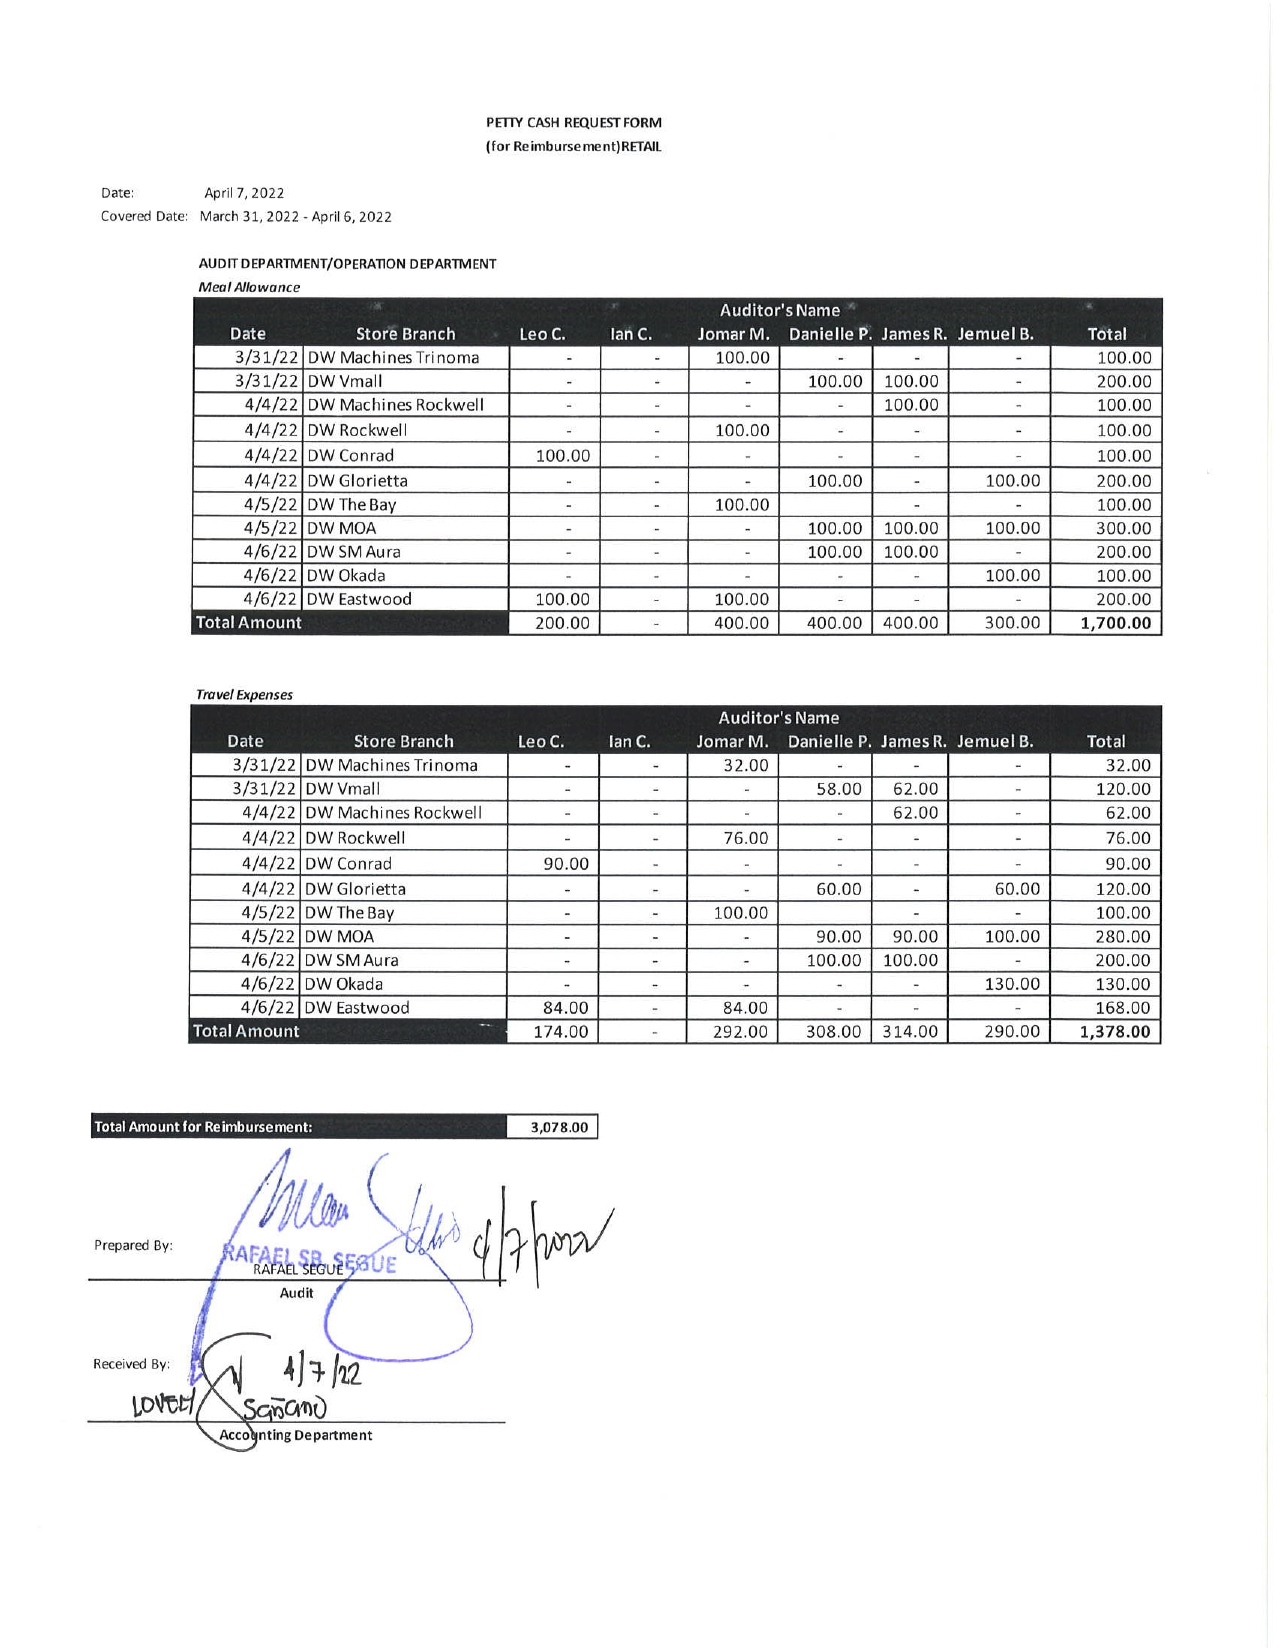 PETTY CASH REQUEST FORM
(for Reimbursement)RETAIL
Date: April 7, 2022
Covered Date: March 31, 2022 - April 6, 2022
AUDIT DEPARTMENT/OPERATION DEPARTMENT
Meal Allowance
Auditor's Name
Date Store Branch Leo C. Ian C. Jomar M. Danielle P. James R. Jemuel B. Total
3/31/22 DW Machines Trinoma - - 100.00 - - - 100.00
3/31/22 DW Vmall - - - 100.00 100.00 - 200.00
4/4/22 DW Machines Rockwell - - - - 100.00 - 100.00
4/4/22 DW Rockwell - - 100.00 - - - 100.00
4/4/22 DW Conrad 100.00 - - - - - 100.00
4/4/22 DW Glorietta - - - 100.00 - 100.00 200.00
4/5/22 DW The Bay - - 100.00 - - 100.00
4/5/22 DW MOA - - - 100.00 100.00 100.00 300.00
4/6/22 DW SM Aura - - - 100.00 100.00 - 200.00
4/6/22 DW Okada - - - - - 100.00 100.00
4/6/22 DW Eastwood 100.00 - 100.00 - - - 200.00
Total Amount 200.00 - 400.00 400.00 400.00 300.00 1,700.00
Travel Expenses
Auditor's Name
Date Store Branch Leo C. Ian C. Jomar M. Danielle P. James R. Jemuel B. Total
3/31/22 DW Machines Trinoma - - 32.00 - - - 32.00
3/31/22 DW Vmall - - - 58.00 62.00 - 120.00
4/4/22 DW Machines Rockwell - - - - 62.00 - 62.00
4/4/22 DW Rockwell - - 76.00 - - - 76.00
4/4/22 DW Conrad 90.00 - - - - - 90.00
4/4/22 DW Glorietta - - - 60.00 - 60.00 120.00
4/5/22 DW The Bay - - 100.00 - - 100.00
4/5/22 DW MOA - - - 90.00 90.00 100.00 280.00
4/6/22 DW SM Aura - - - 100.00 100.00 - 200.00
4/6/22 DW Okada - - - - - 130.00 130.00
4/6/22 DW Eastwood 84.00 - 84.00 - - - 168.00
Total Amount 174.00 - 292.00 308.00 314.00 290.00 1,378.00
Total Amount for Reimbursement: 3,078.00
4/7/2022
Prepared By: RAFAEL SB. SEGUE
RAFAEL SEGUE
Audit
Received By: 4/7/22
LOVELY
Accounting Department